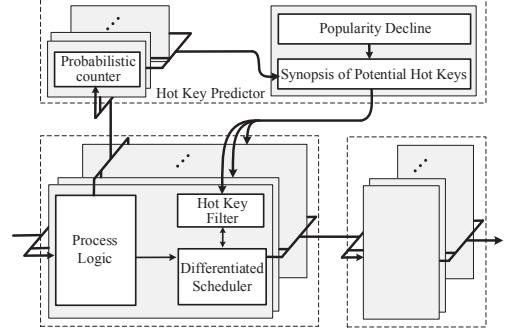 Popularity Decline
Probabilistic
counter
Synopsis of Potential Hot Keys
Hot Key Predictor
Hot Key
Filter
Process
Logic
Differentiated
Scheduler